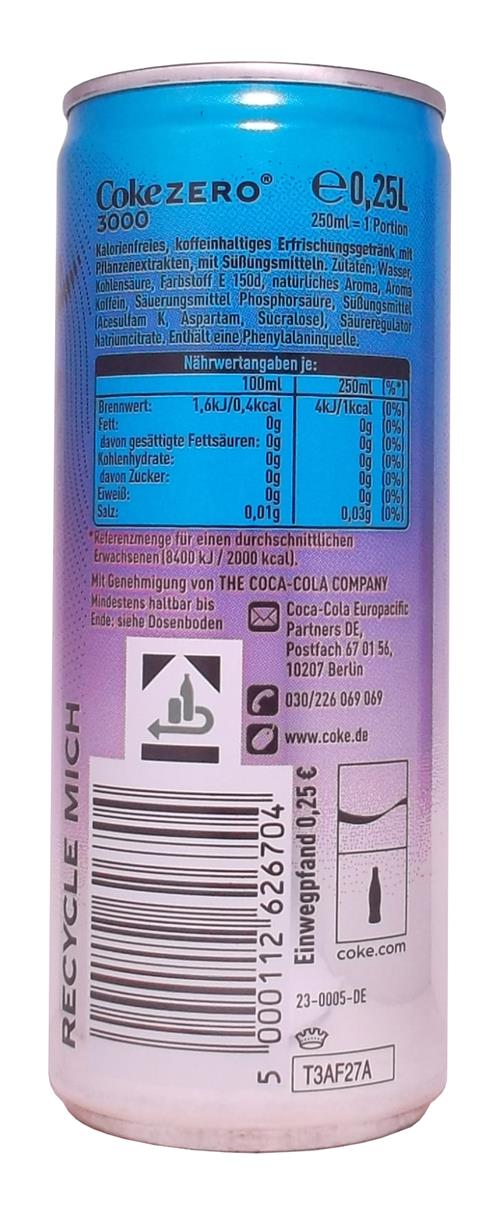 Coke ZERO® ℮0,25L
3000 250ml = 1 Portion
Kalorienfreies, koffeinhaltiges Erfrischungsgetränk mit
Pflanzenextrakten, mit Süßungsmitteln. Zutaten: Wasser,
Kohlensäure, Farbstoff E 150d, natürliches Aroma, Aroma
Koffein, Säuerungsmittel Phosphorsäure, Süßungsmittel
(Acesulfam K, Aspartam, Sucralose), Säureregulator
Natriumcitrate. Enthält eine Phenylalaninquelle.
Nährwertangaben je:
100ml 250ml (%*)
Brennwert: 1,6kJ/0,4kcal 4kJ/1kcal (0%)
Fett: 0g 0g (0%)
davon gesättigte Fettsäuren: 0g 0g (0%)
Kohlenhydrate: 0g 0g (0%)
davon Zucker: 0g 0g (0%)
Eiweiß: 0g 0g (0%)
Salz: 0,01g 0,03g (0%)
*Referenzmenge für einen durchschnittlichen
Erwachsenen (8400 kJ / 2000 kcal).
Mit Genehmigung von THE COCA-COLA COMPANY
Mindestens haltbar bis
Ende: siehe Dosenboden
Coca-Cola Europacific
Partners DE,
Postfach 67 01 56,
10207 Berlin
030/226 069 069
www.coke.de
RECYCLE MICH
5 000112 626704
Einwegpfand 0,25 €
coke.com
23-0005-DE
T3AF27A